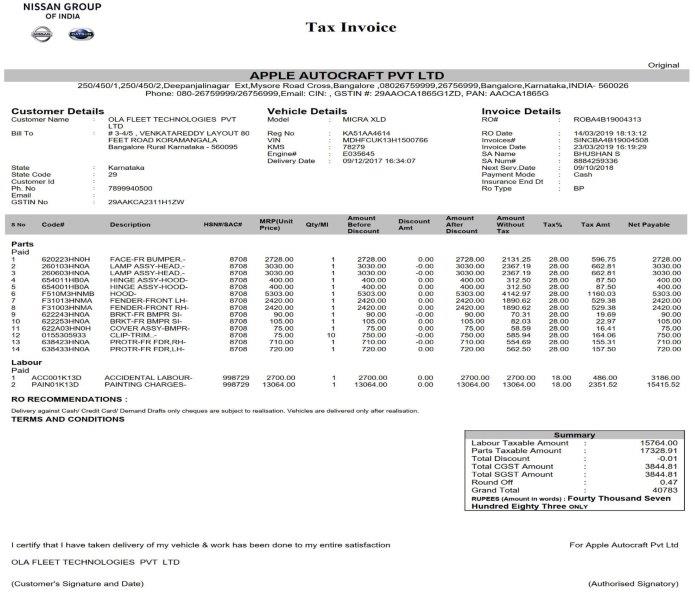 NISSAN GROUP
OF INDIA
NISSAN DATSUN
Tax Invoice
Original
APPLE AUTOCRAFT PVT LTD
250/450/1,250/450/2,Deepanjalinagar Ext,Mysore Road Cross,Bangalore ,08026759999,26756999,Bangalore,Karnataka,INDIA- 560026
Phone: 080-26759999/26756999,Email: CIN: , GSTIN #: 29AAOCA1865G1ZD, PAN: AAOCA1865G
Customer Details Vehicle Details Invoice Details
Customer Name : OLA FLEET TECHNOLOGIES PVT LTD
Bill To : # 3-4/5 , VENKATAREDDY LAYOUT 80 FEET ROAD KORAMANGALA Bangalore Rural Karnataka - 560095
State : Karnataka
State Code : 29
Customer Id :
Ph. No : 7899940500
Email :
GSTIN : 29AAKCA2311H1ZW
Model : MICRA XLD
Reg No : KA51AA4614
VIN : MDHFCUK13H1500766
KMS : 78279
Engine# : E035645
Delivery Date : 09/12/2017 16:34:07
RO# : ROBA4B19004313
RO Date : 14/03/2019 18:13:12
Invoices# : SINCBA4B19004508
Invoice Date : 23/03/2019 16:19:29
SA Name : BHUSHAN S
SA Num# : 8884259336
Next Serv.Date : 09/10/2018
Payment Mode : Cash
Insurance End Dt :
Ro Type : BP
S No Code# Description HSN#/SAC# MRP(Unit Price) Qty/Ml Amount Before Discount Discount Amt Amount After Discount Amount Without Tax Tax% Tax Amt Net Payable
Parts
Paid
1 620223HN0H FACE-FR BUMPER,- 8708 2728.00 1 2728.00 0.00 2728.00 2131.25 28.00 596.75 2728.00
2 260103HN0A LAMP ASSY-HEAD,- 8708 3030.00 1 3030.00 -0.00 3030.00 2367.19 28.00 662.81 3030.00
3 260603HN0A LAMP ASSY-HEAD,- 8708 3030.00 1 3030.00 -0.00 3030.00 2367.19 28.00 662.81 3030.00
4 654011HB0A HINGE ASSY-HOOD- 8708 400.00 1 400.00 0.00 400.00 312.50 28.00 87.50 400.00
5 654001HB0A HINGE ASSY-HOOD- 8708 400.00 1 400.00 0.00 400.00 312.50 28.00 87.50 400.00
6 F510M3HNMB HOOD- 8708 5303.00 1 5303.00 -0.00 5303.00 4142.97 28.00 1160.03 5303.00
7 F31013HNMA FENDER-FRONT LH- 8708 2420.00 1 2420.00 -0.00 2420.00 1890.62 28.00 529.38 2420.00
8 F31003HNMA FENDER-FRONT RH- 8708 2420.00 1 2420.00 -0.00 2420.00 1890.62 28.00 529.38 2420.00
9 622243HN0A BRKT-FR BMPR SI- 8708 90.00 1 90.00 -0.00 90.00 70.31 28.00 19.69 90.00
10 622253HN0A BRKT-FR BMPR SI- 8708 105.00 1 105.00 -0.00 105.00 82.03 28.00 22.97 105.00
11 622A03HN0H COVER ASSY-BMPR- 8708 75.00 1 75.00 0.00 75.00 58.59 28.00 16.41 75.00
12 0155305933 CLIP-TRIM..- 8708 75.00 10 750.00 -0.00 750.00 585.94 28.00 164.06 750.00
13 638423HN0A PROTR-FR FDR,RH- 8708 710.00 1 710.00 -0.00 710.00 554.69 28.00 155.31 710.00
14 638433HN0A PROTR-FR FDR,LH- 8708 720.00 1 720.00 0.00 720.00 562.50 28.00 157.50 720.00
Labour
Paid
1 ACC001K13D ACCIDENTAL LABOUR- 998729 2700.00 1 2700.00 0.00 2700.00 2700.00 18.00 486.00 3186.00
2 PAIN01K13D PAINTING CHARGES- 998729 13064.00 1 13064.00 0.00 13064.00 13064.00 18.00 2351.52 15415.52
RO RECOMMENDATIONS :
Delivery against Cash/ Credit Card/ Demand Drafts only cheques are subject to realisation. Vehicles are delivered only after realisation.
TERMS AND CONDITIONS
Summary
Labour Taxable Amount : 15764.00
Parts Taxable Amount : 17328.91
Total Discount : -0.01
Total CGST Amount : 3844.81
Total SGST Amount : 3844.81
Round Off : 0.47
Grand Total : 40783
RUPEES (Amount in words) : Fourty Thousand Seven
Hundred Eighty Three ONLY
I certify that I have taken delivery of my vehicle & work has been done to my entire satisfaction For Apple Autocraft Pvt Ltd
OLA FLEET TECHNOLOGIES PVT LTD
(Customer's Signature and Date) (Authorised Signatory)